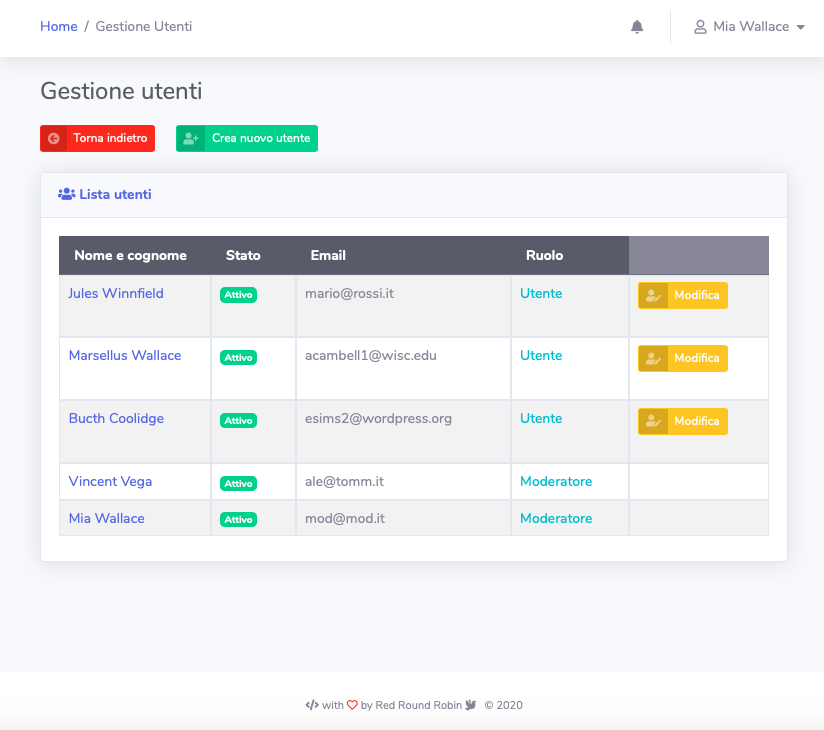 Home / Gestione Utenti
Mia Wallace
Gestione utenti
Torna indietro
Crea nuovo utente
Lista utenti
Nome e cognome Stato Email Ruolo
Jules Winnfield Attivo mario@rossi.it Utente Modifica
Marsellus Wallace Attivo acambell1@wisc.edu Utente Modifica
Bucth Coolidge Attivo esims2@wordpress.org Utente Modifica
Vincent Vega Attivo ale@tomm.it Moderatore
Mia Wallace Attivo mod@mod.it Moderatore
with by Red Round Robin © 2020